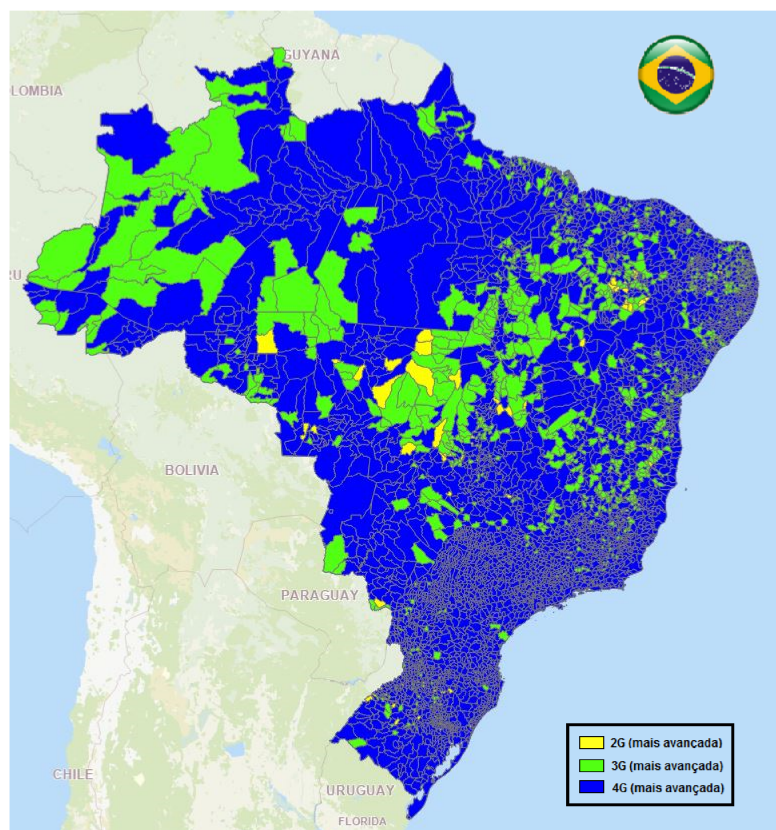 GUYANA
OLOMBIA
RU
BOLIVIA
PARAGUAY
CHILE
URUGUAY
FLORIDA
2G (mais avançada)
3G (mais avançada)
4G (mais avançada)